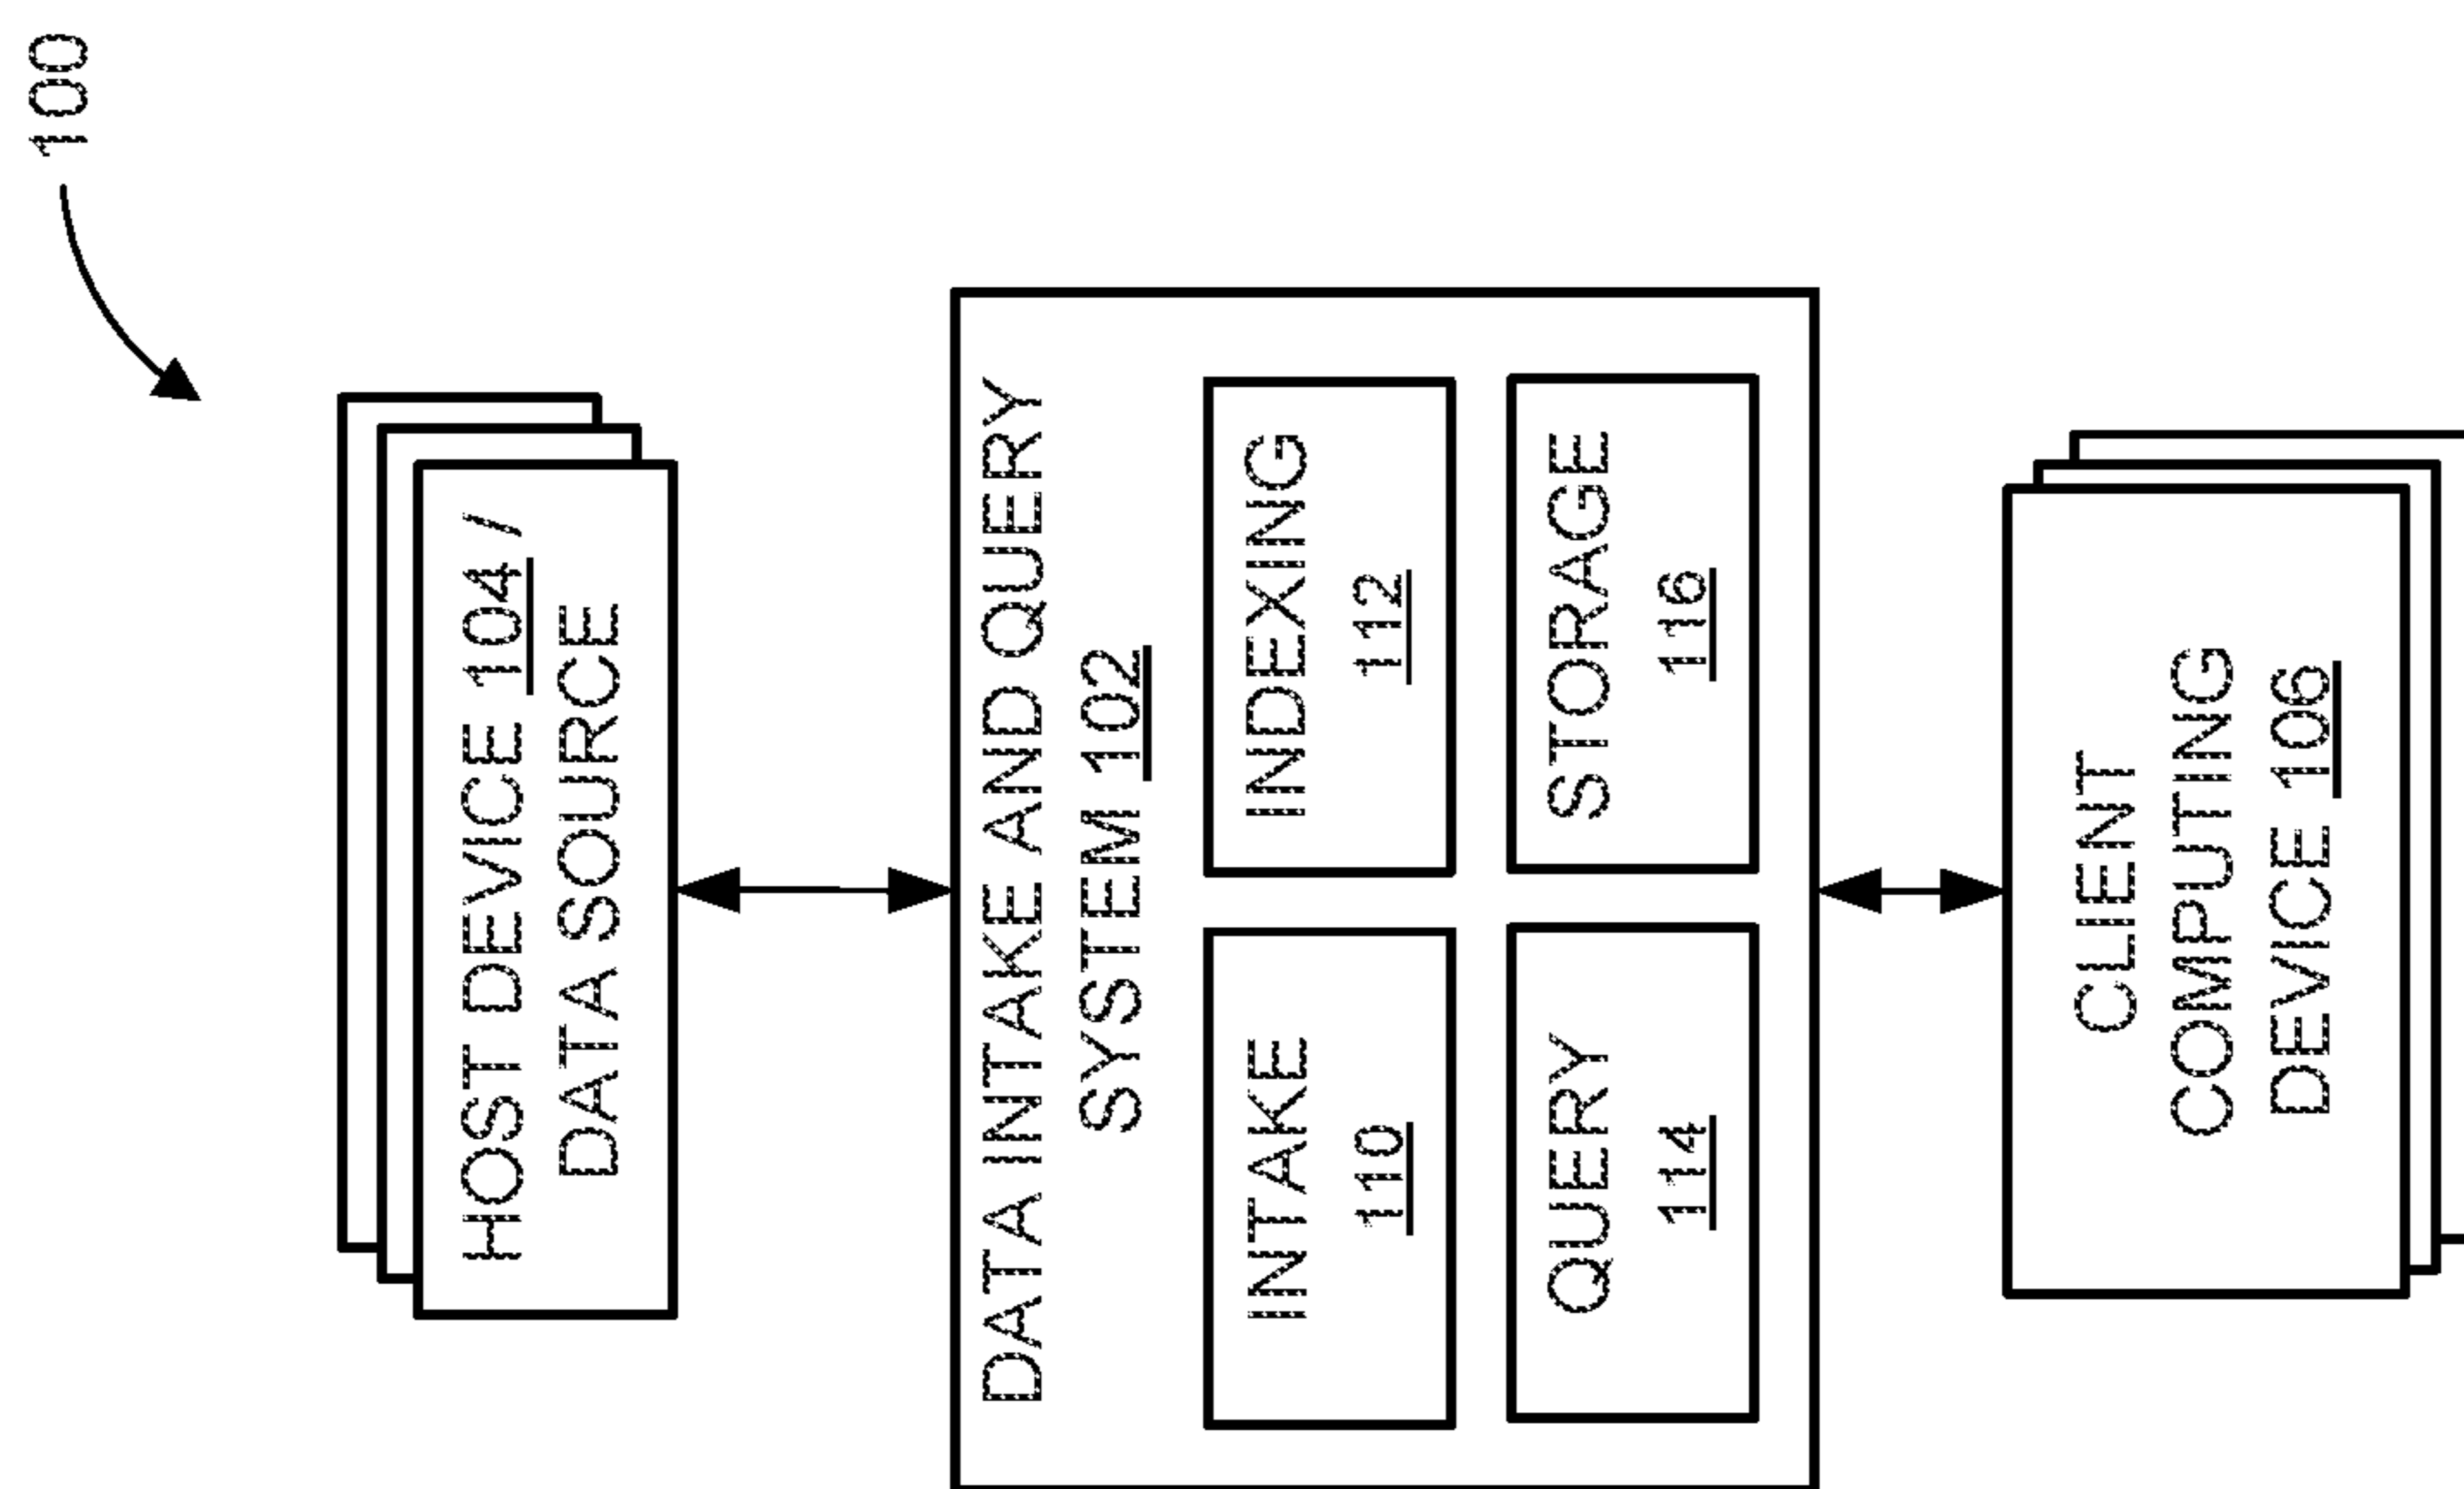 100
HOST DEVICE 104 /
DATA SOURCE
DATA INTAKE AND QUERY
SYSTEM 102
INTAKE
110
INDEXING
112
QUERY
114
STORAGE
116
CLIENT
COMPUTING
DEVICE 106